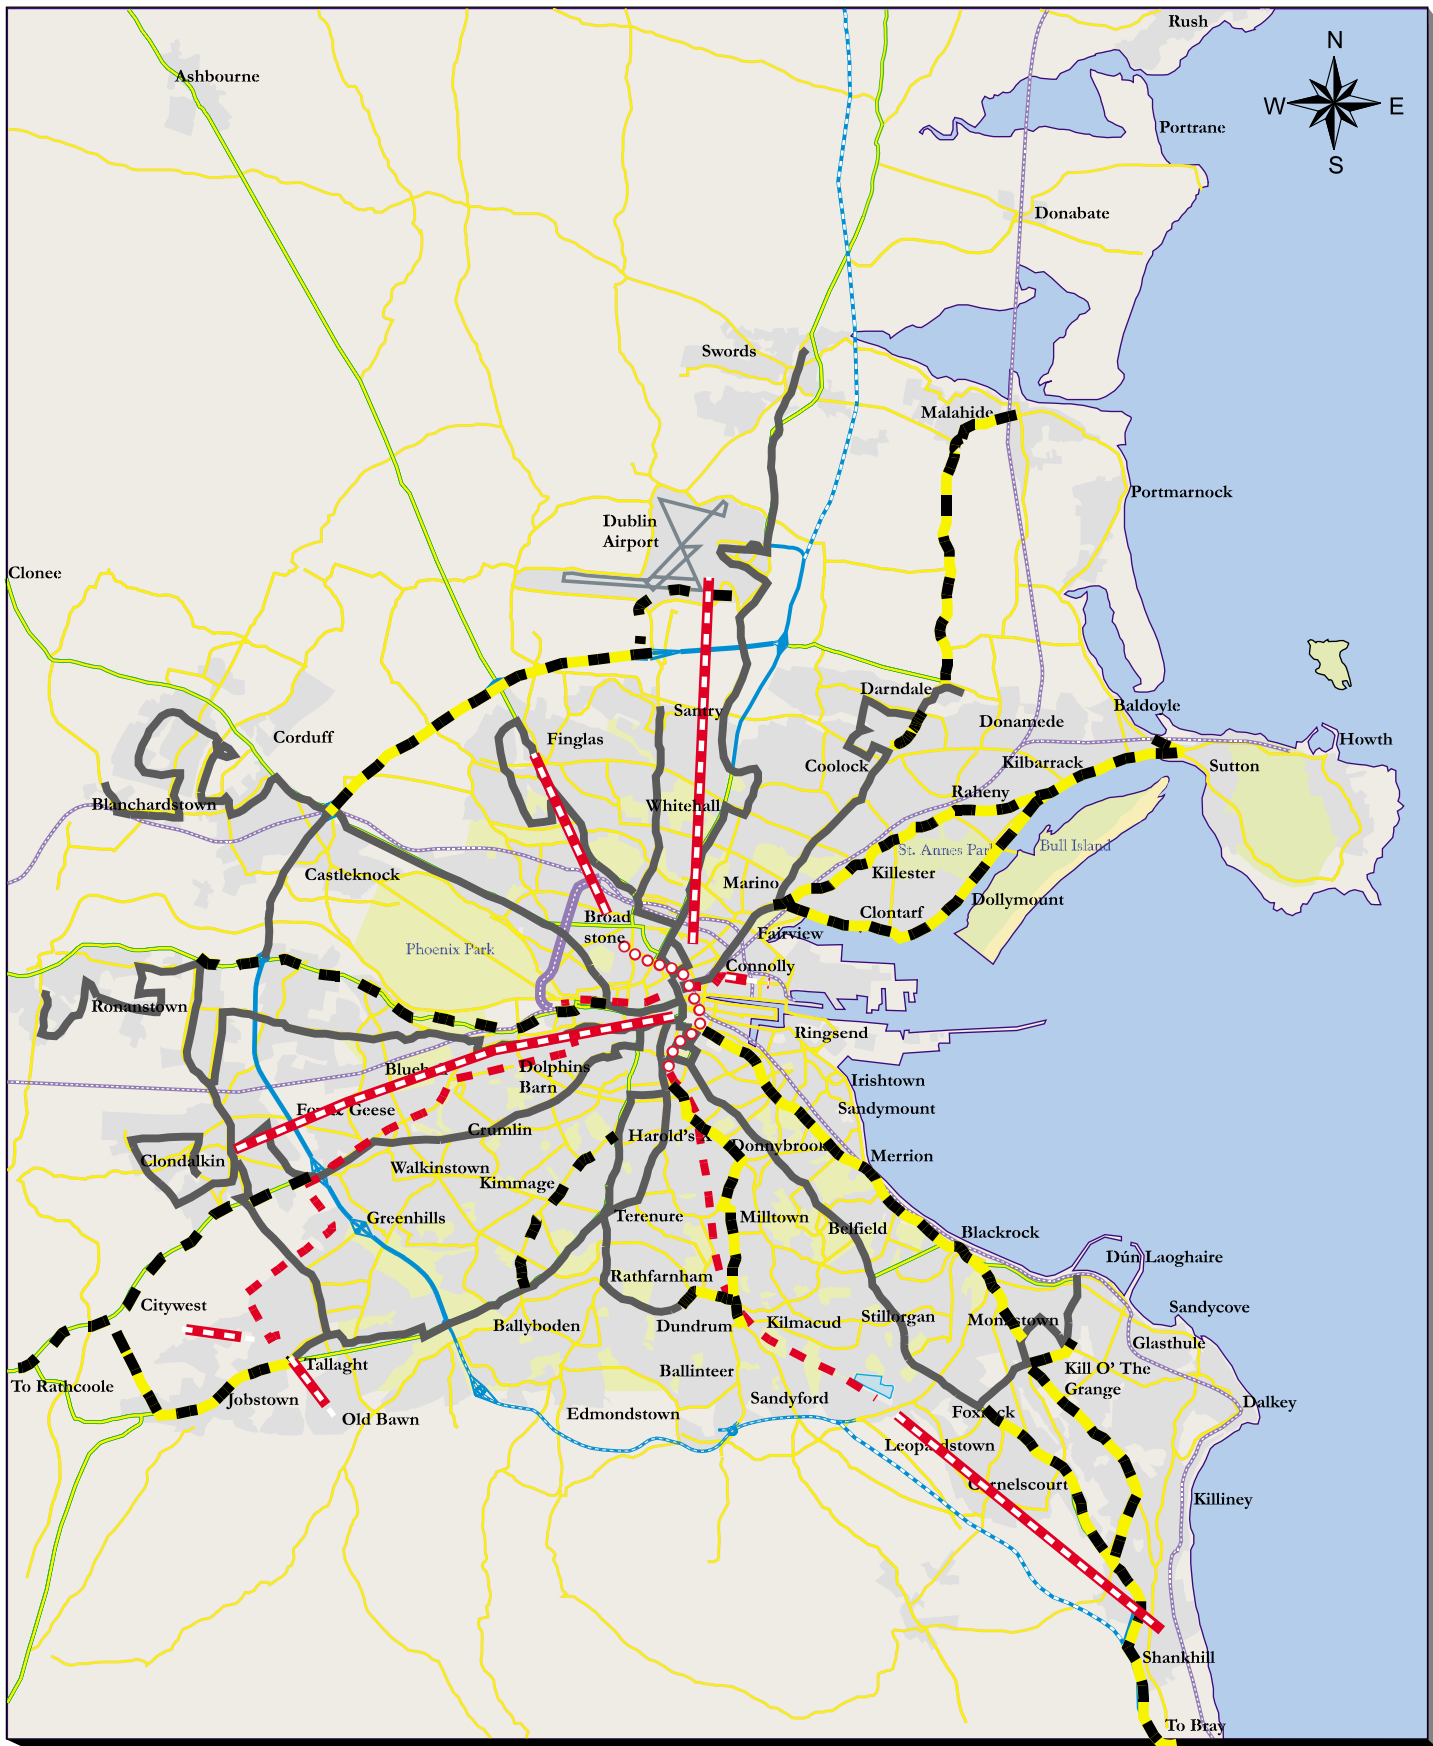 Rush
N
Ashbourne
W
E
Portrane
S
Donabate
Swords
Malahide
Portmarnock
Dublin
Airport
Clonee
Darndale
Baldoyle
Santry
Donamede
Corduff
Finglas
Howth
Coolock
Kilbarrack
Sutton
Raheny
Blanchardstown
Whitehall
St. Annes Par
Bull Island
Castleknock
Marino
Killester
Dollymount
Clontarf
Broad
stone
Fairview
Phoenix Park
Connolly
Ronanstown
Ringsend
Dolphins
Barn
Irishtown
Geese
Sandymount
Crumlin
Harold's X
Donnybrook
Clondalkin
Merrion
Walkinstown
Kimmage
Greenhills
Terenure
Milltown
Belfield
Blackrock
Dún Laoghaire
Rathfarnham
Citywest
Sandycove
Ballyboden
Dundrum
Kilmacud
Stillorgan
Glasthule
Tallaght
Ballinteer
Kill O' The
Grange
To Rathcoole
Jobstown
Sandyford
Dalkey
Old Bawn
Edmondstown
Killiney
Shankhill
To Bray